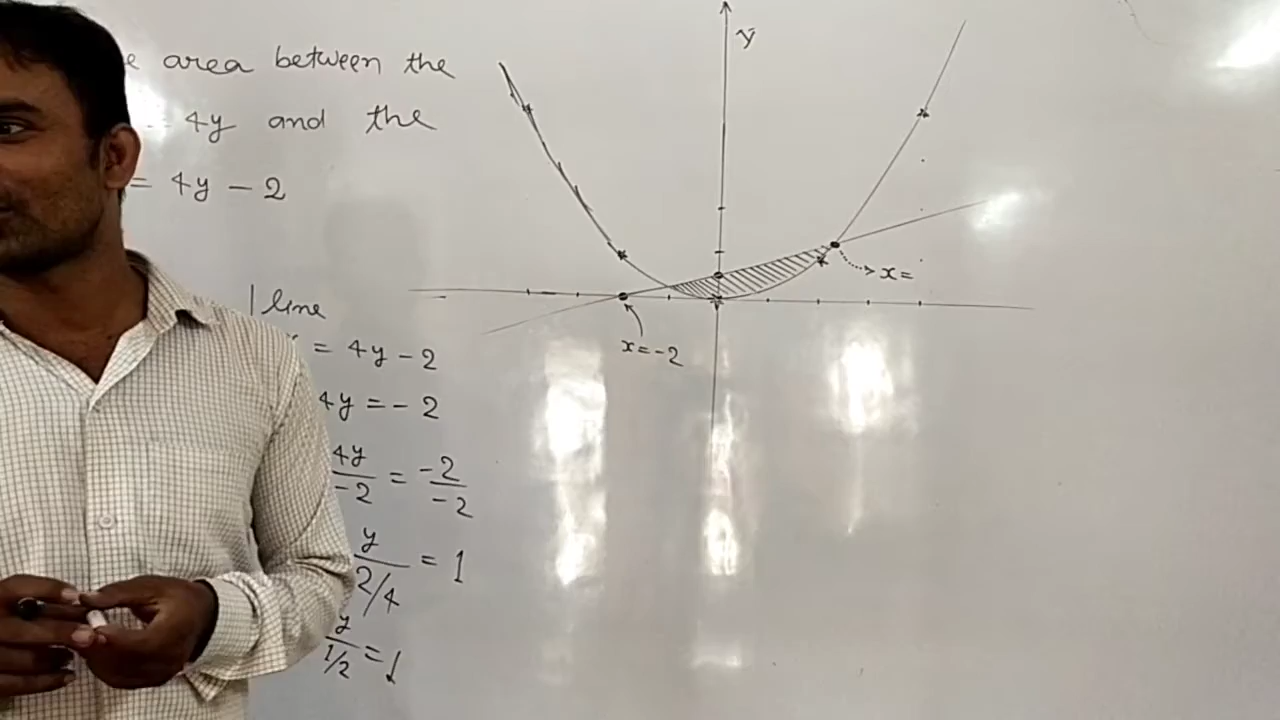 area between the
4y and the
= 4y - 2
line
= 4y - 2
4y = - 2
4y/-2 = -2/-2
y/2/4 = 1
y/1/2 = 1
y
x =
x = -2